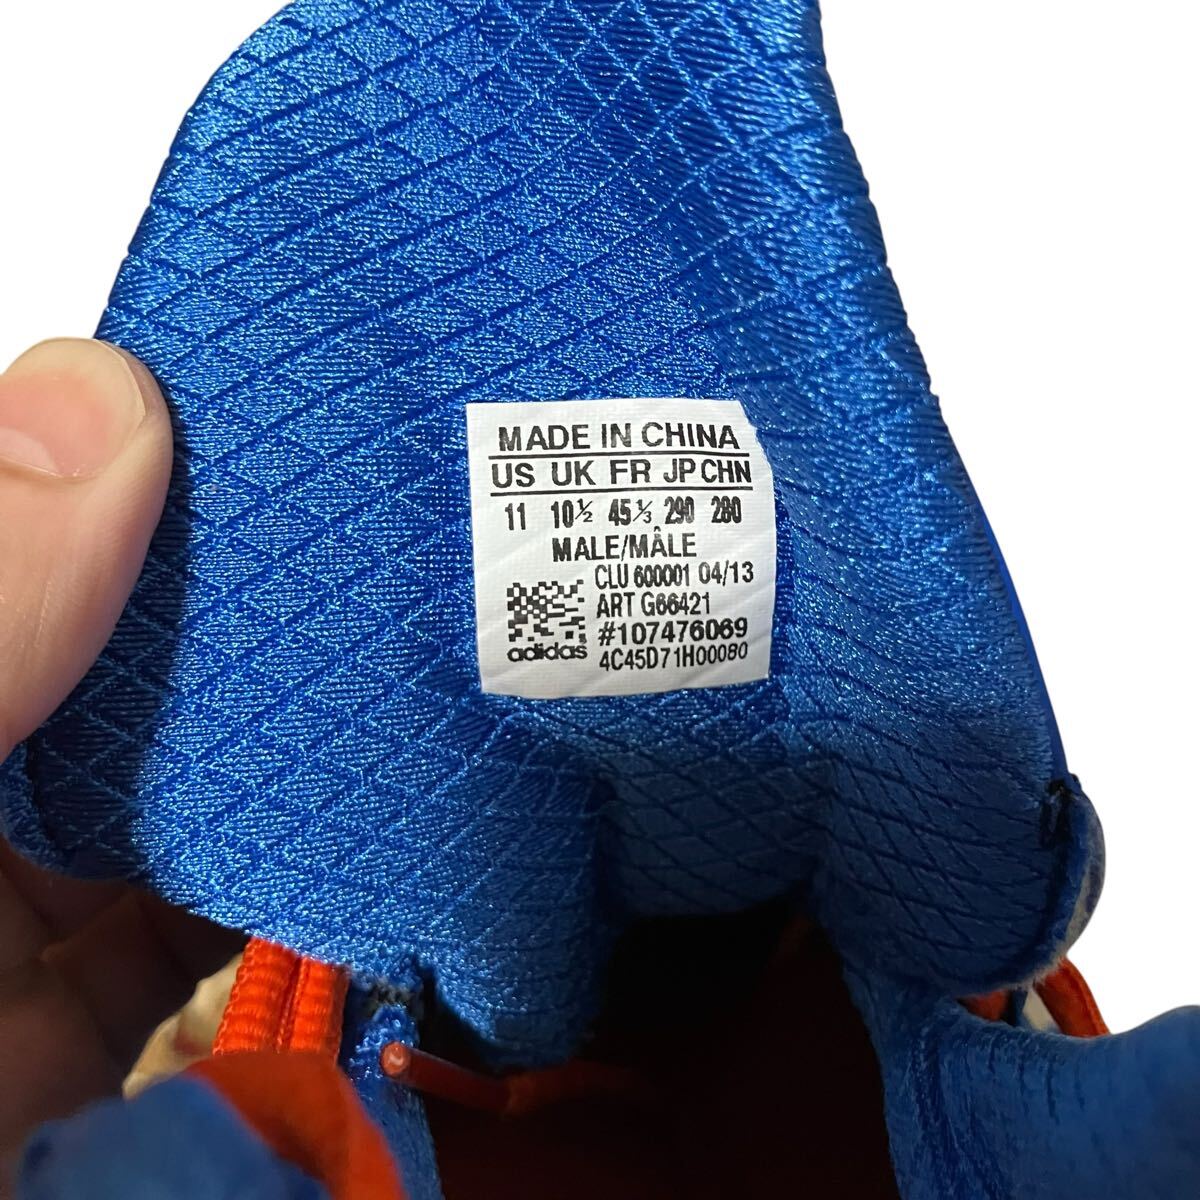 MADE IN CHINA
US UK FR JP CHN
11 10½ 45⅓ 290 280
MALE/MÂLE
CLU 600001 04/13
ART G66421
#107476069
adidas 4C45D71H00080